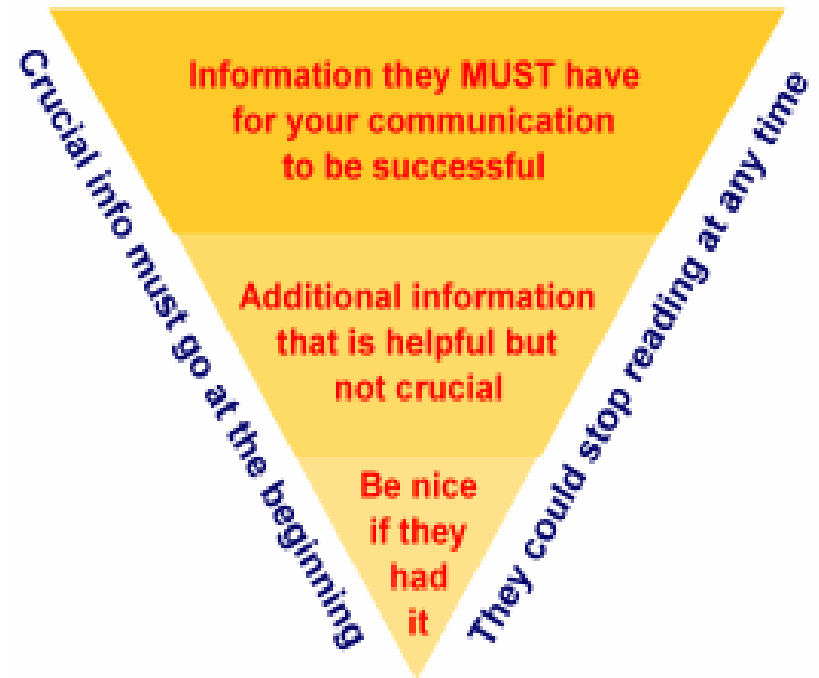 Crucial info must go at the beginning
Information they MUST have
for your communication
to be successful
Additional information
that is helpful but
not crucial
Be nice
if they
had
it
They could stop reading at any time